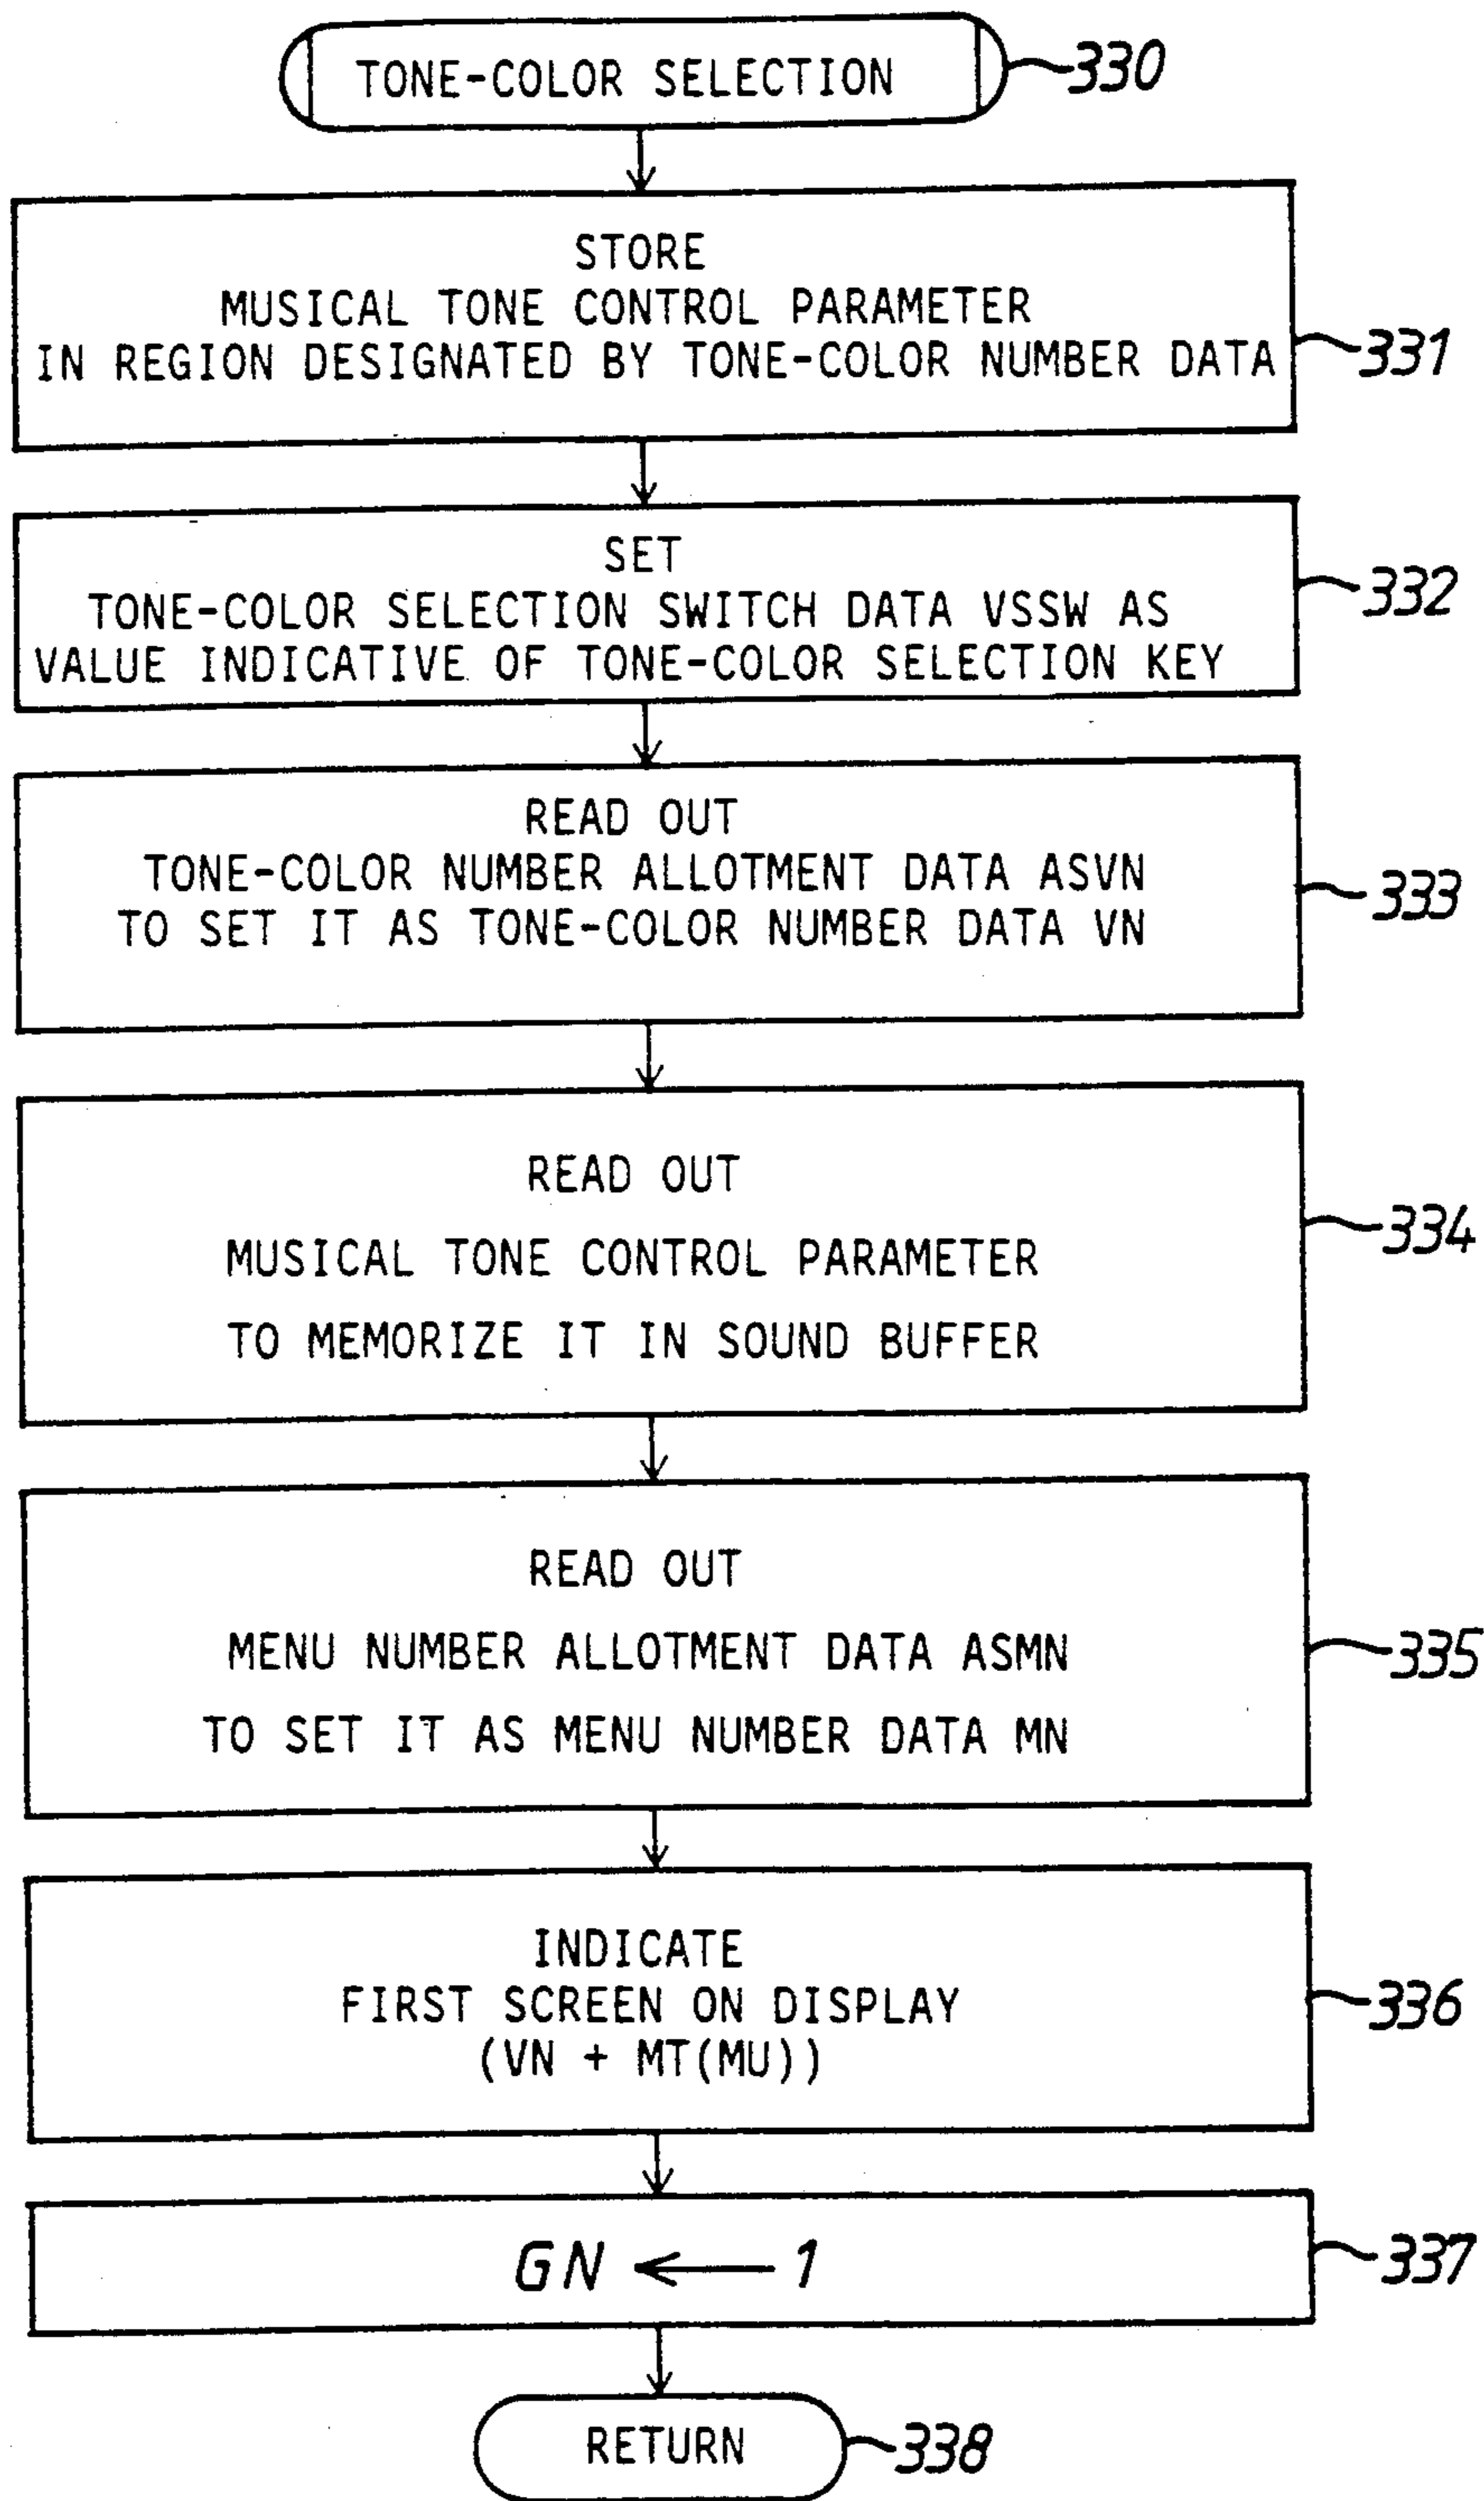 TONE-COLOR SELECTION
330
STORE
MUSICAL TONE CONTROL PARAMETER
IN REGION DESIGNATED BY TONE-COLOR NUMBER DATA
331
SET
TONE-COLOR SELECTION SWITCH DATA VSSW AS
VALUE INDICATIVE OF TONE-COLOR SELECTION KEY
332
READ OUT
TONE-COLOR NUMBER ALLOTMENT DATA ASVN
TO SET IT AS TONE-COLOR NUMBER DATA VN
333
READ OUT
MUSICAL TONE CONTROL PARAMETER
TO MEMORIZE IT IN SOUND BUFFER
334
READ OUT
MENU NUMBER ALLOTMENT DATA ASMN
TO SET IT AS MENU NUMBER DATA MN
335
INDICATE
FIRST SCREEN ON DISPLAY
(VN + MT(MU))
336
GN ← 1
337
RETURN
338